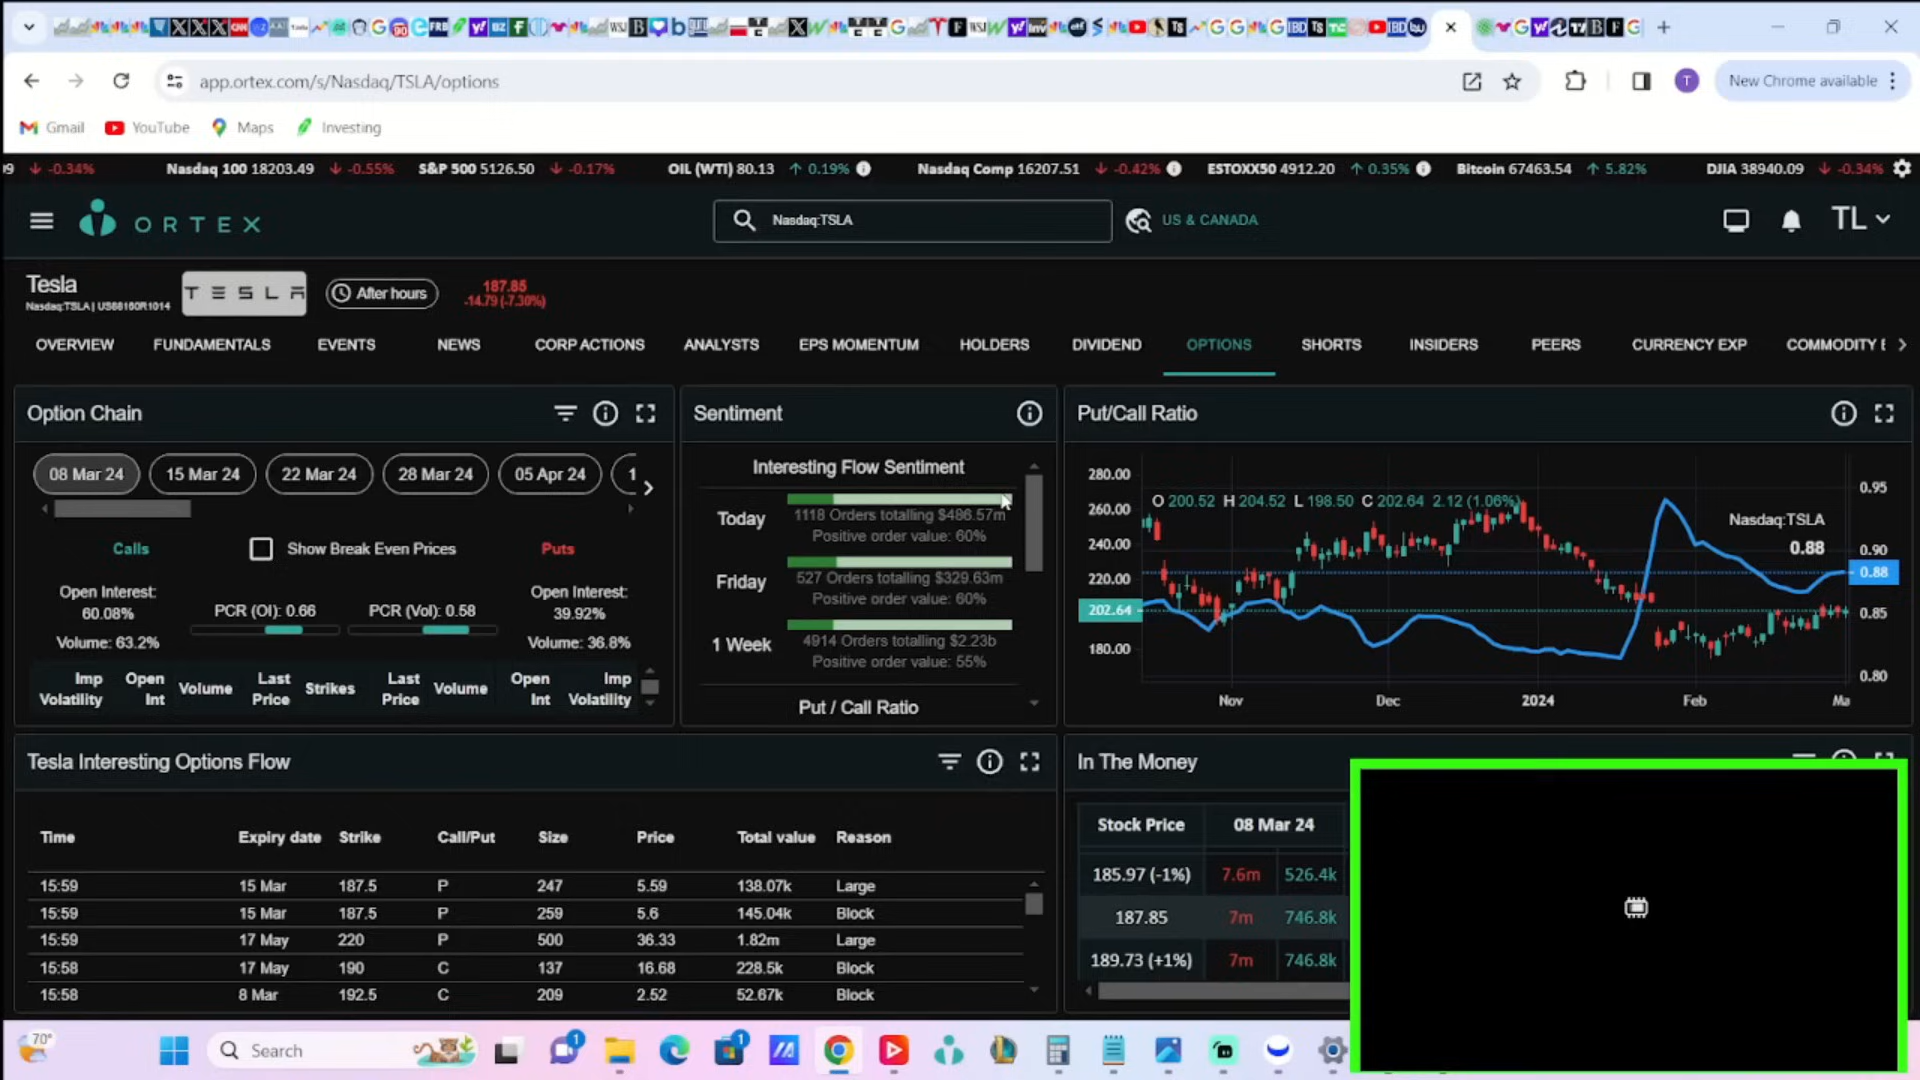 app.ortex.com/s/Nasdaq/TSLA/options
T
New Chrome available
Gmail YouTube Maps Investing
-0.34% Nasdaq 100 18203.49 -0.55% S&P 500 5126.50 -0.17% OIL (WTI) 80.13 0.19% Nasdaq Comp 16207.51 -0.42% ESTOXX50 4912.20 0.35% Bitcoin 67463.54 5.82% DJIA 38940.09 -0.34%
ORTEX
Nasdaq:TSLA
US & CANADA
TL
Tesla
Nasdaq:TSLA | US88160R1014
TESLA
After hours
187.85
-14.79 (-7.30%)
OVERVIEW FUNDAMENTALS EVENTS NEWS CORP ACTIONS ANALYSTS EPS MOMENTUM HOLDERS DIVIDEND OPTIONS SHORTS INSIDERS PEERS CURRENCY EXP COMMODITY E
Option Chain
08 Mar 24 15 Mar 24 22 Mar 24 28 Mar 24 05 Apr 24 1
Calls Show Break Even Prices Puts
Open Interest:
60.08%
PCR (OI): 0.66 PCR (Vol): 0.58
Open Interest:
39.92%
Volume: 63.2% Volume: 36.8%
Imp Volatility Open Int Volume Last Price Strikes Last Price Volume Open Int Imp Volatility
Sentiment
Interesting Flow Sentiment
Today
1118 Orders totalling $486.57m
Positive order value: 60%
Friday
527 Orders totalling $329.63m
Positive order value: 60%
1 Week
4914 Orders totalling $2.23b
Positive order value: 55%
Put / Call Ratio
Put/Call Ratio
O 200.52 H 204.52 L 198.50 C 202.64 2.12 (1.06%)
Nasdaq:TSLA
0.88
280.00
260.00
240.00
220.00
202.64
180.00
0.95
0.90
0.88
0.85
0.80
Nov Dec 2024 Feb Ma
Tesla Interesting Options Flow
Time Expiry date Strike Call/Put Size Price Total value Reason
15:59 15 Mar 187.5 P 247 5.59 138.07k Large
15:59 15 Mar 187.5 P 259 5.6 145.04k Block
15:59 17 May 220 P 500 36.33 1.82m Large
15:58 17 May 190 C 137 16.68 228.5k Block
15:58 8 Mar 192.5 C 209 2.52 52.67k Block
In The Money
Stock Price 08 Mar 24
185.97 (-1%) 7.6m 526.4k
187.85 7m 746.8k
189.73 (+1%) 7m 746.8k
70°
Search
1
1